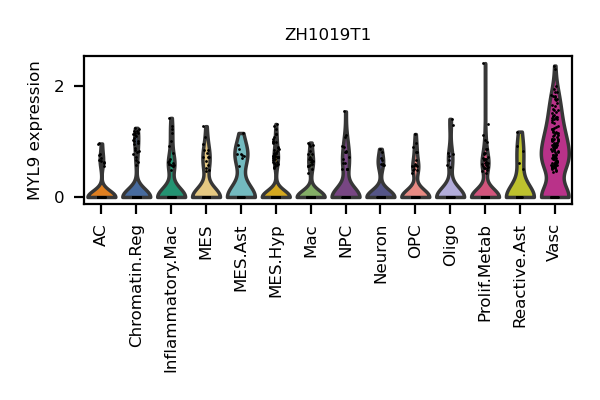 ZH1019T1
MYL9 expression
2
0
AC
Chromatin.Reg
Inflammatory.Mac
MES
MES.Ast
MES.Hyp
Mac
NPC
Neuron
OPC
Oligo
Prolif.Metab
Reactive.Ast
Vasc